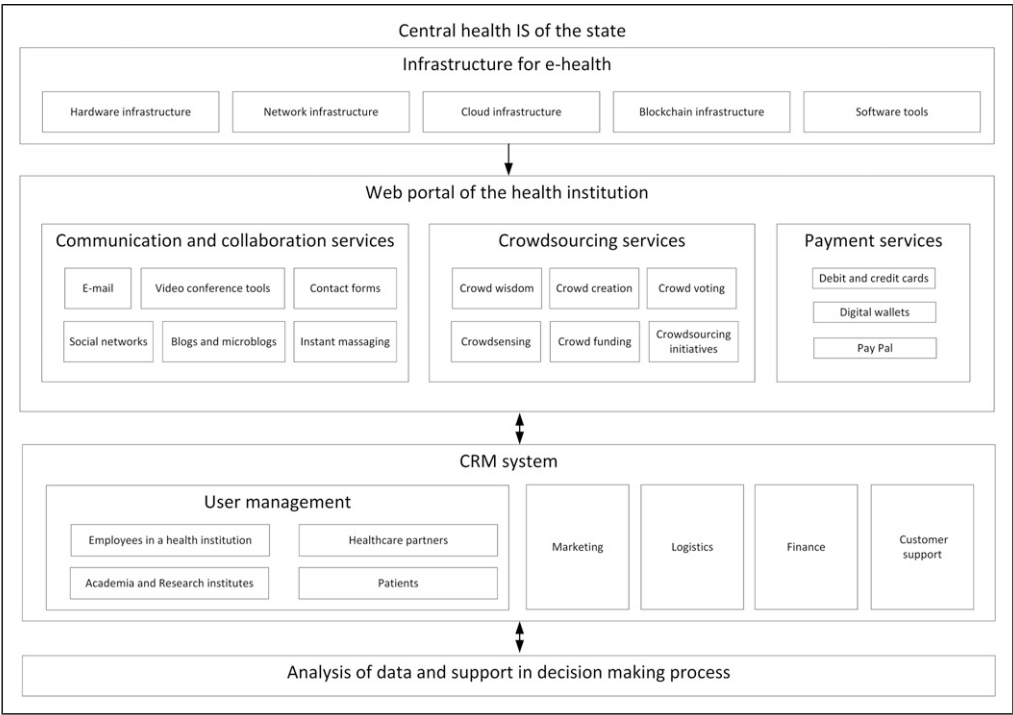 Central health IS of the state
Infrastructure for e-health
Hardware infrastructure
Network infrastructure
Cloud infrastructure
Blockchain infrastructure
Software tools
Web portal of the health institution
Communication and collaboration services
E-mail
Video conference tools
Contact forms
Social networks
Blogs and microblogs
Instant massaging
Crowdsourcing services
Crowd wisdom
Crowd creation
Crowd voting
Crowdsensing
Crowd funding
Crowdsourcing
initiatives
Payment services
Debit and credit cards
Digital wallets
Pay Pal
CRM system
User management
Employees in a health institution
Healthcare partners
Academia and Research institutes
Patients
Marketing
Logistics
Finance
Customer
support
Analysis of data and support in decision making process